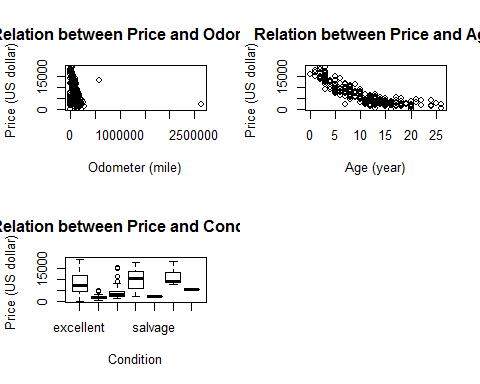 Relation between Price and Odor
Price (US dollar)
0 15000
0 1000000 2500000
Odometer (mile)
Relation between Price and Ag
Price (US dollar)
0 15000
0 5 10 15 20 25
Age (year)
Relation between Price and Cond
Price (US dollar)
0 15000
excellent salvage
Condition